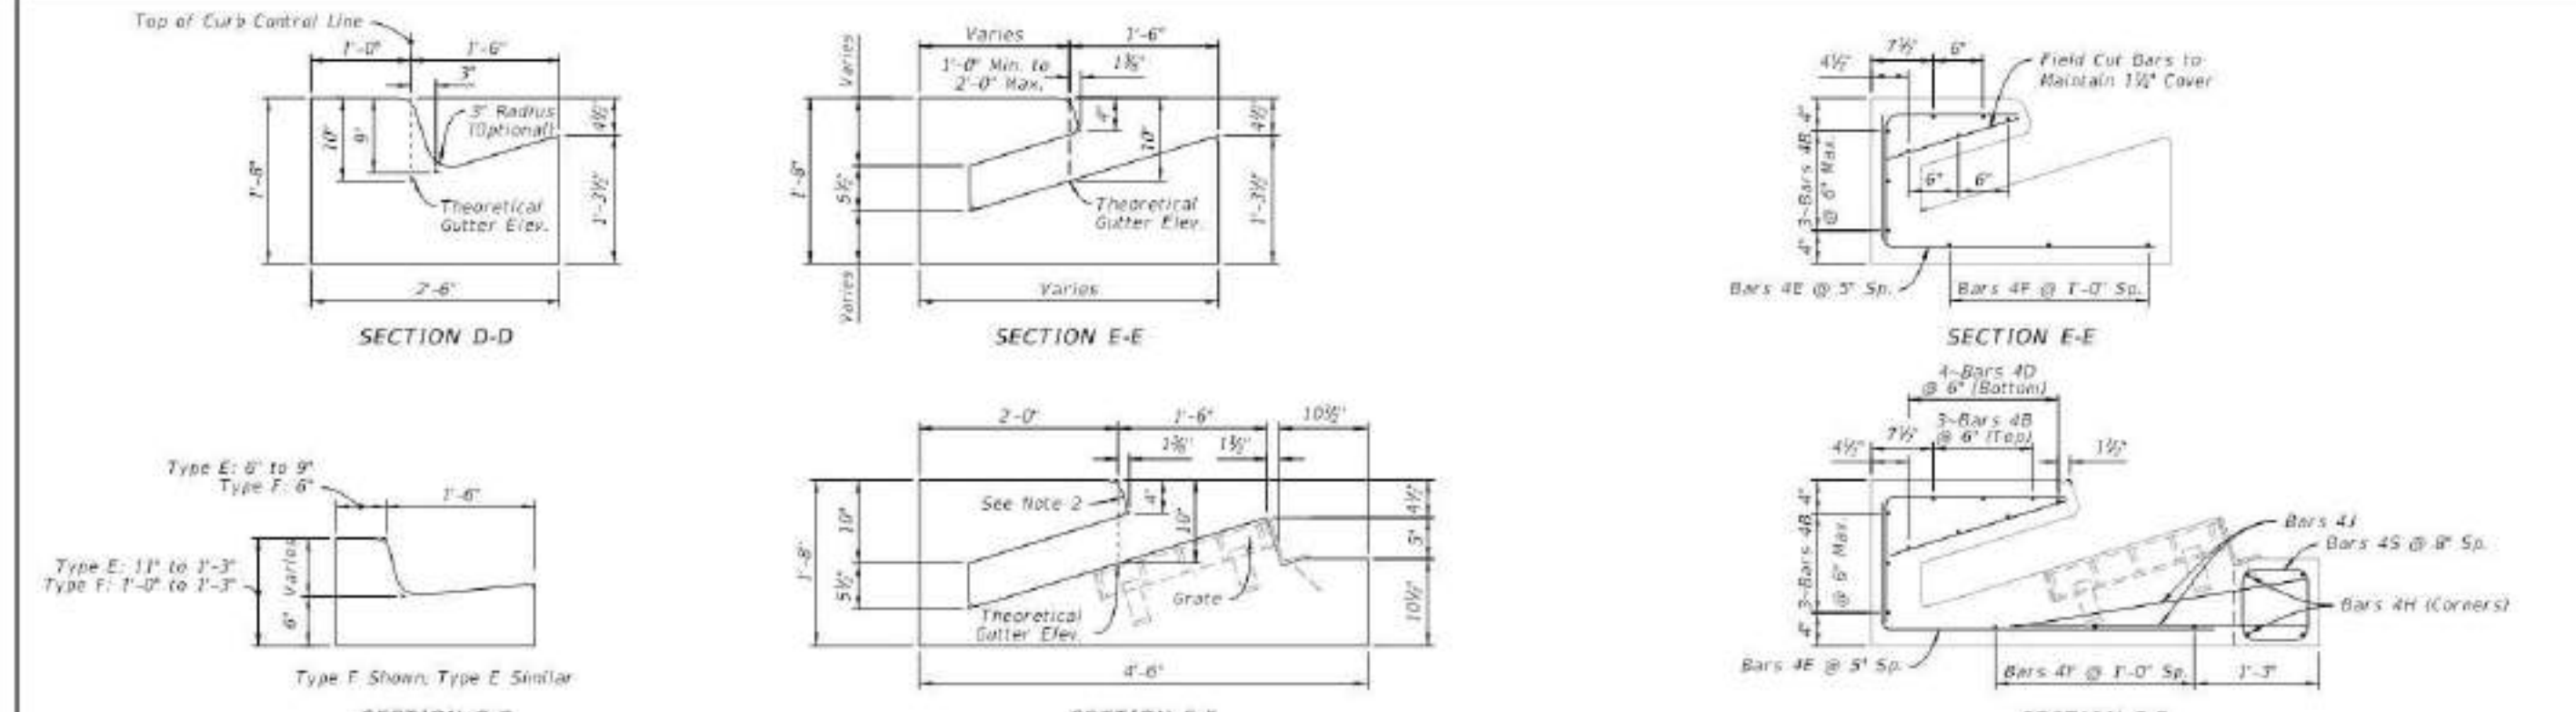 Top of Curb Control Line
1'-0"
1'-6"
3"
3" Radius
(Optional)
10"
9"
4½"
1'-8"
1'-3½"
Theoretical
Gutter Elev.
2'-6"
SECTION D-D
Varies
Varies
1'-6"
1'-0" Min. to
2'-0" Max.
4"
10"
4½"
1'-8"
5½"
1'-3½"
Theoretical
Gutter Elev.
Varies
Varies
SECTION E-E
7½"
6"
4½"
Field Cut Bars to
Maintain 1½" Cover
4"
3~Bars 4B
@ 6" Max.
4"
6"
6"
Bars 4E @ 5" Sp.
Bars 4F @ 1'-0" Sp.
SECTION E-E
Type E: 6" to 9"
Type F: 6"
1'-6"
Type E: 11" to 1'-3"
Type F: 1'-0" to 1'-3"
Varies
6"
Type F Shown, Type E Similar
2'-0"
1'-6"
10½"
1½"
See Note 2
4"
10"
10"
4½"
5"
1'-8"
5½"
10½"
Grate
Theoretical
Gutter Elev.
4'-6"
4~Bars 4D
@ 6" (Bottom)
3~Bars 4B
@ 6" (Top)
7½"
4½"
1½"
4"
3~Bars 4B
@ 6" Max.
4"
Bars 4J
Bars 4S @ 8" Sp.
Bars 4H (Corners)
Bars 4E @ 5" Sp.
Bars 4F @ 1'-0" Sp.
1'-3"